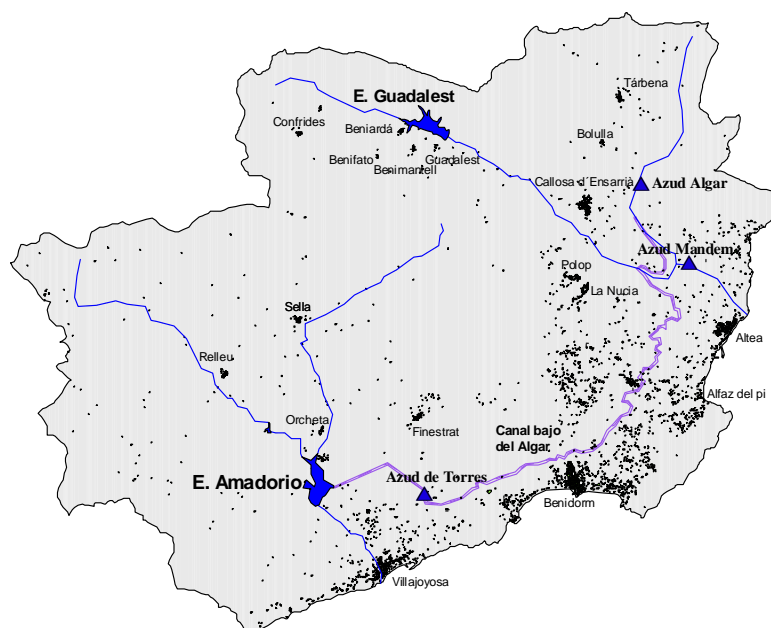 Tárbena
E. Guadalest
Confrides
Beniardá
Bolulla
Benifato
Guadalest
Benimantell
Callosa d´Ensarrià
Azud Algar
Azud Mandem
Polop
La Nucia
Sella
Altea
Relleu
Alfaz del pi
Orcheta
Finestrat
Canal bajo
del Algar
E. Amadorio
Azud de Torres
Benidorm
Villajoyosa